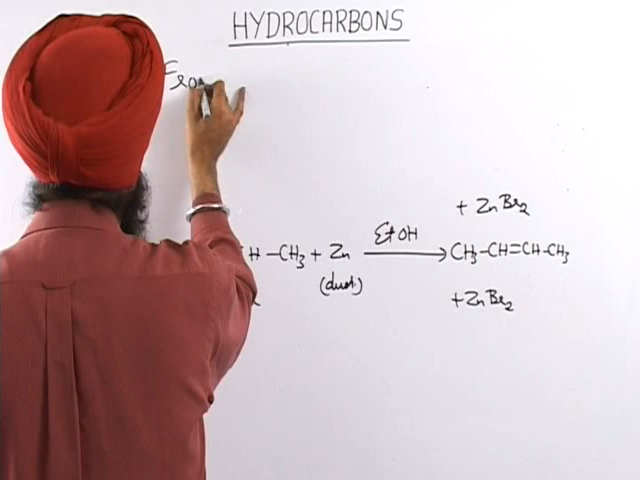 HYDROCARBONS
+ ZnBr₂
EtOH
H –CH₃ + Zn → CH₃–CH=CH–CH₃
(dust)
+ ZnBr₂